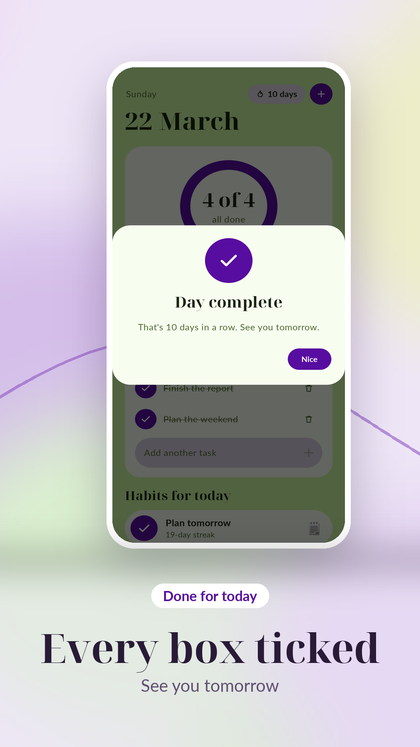 Sunday
10 days
22 March
4 of 4
all done
Day complete
That's 10 days in a row. See you tomorrow.
Nice
Finish the report
Plan the weekend
Add another task
Habits for today
Plan tomorrow
19-day streak
Done for today
Every box ticked
See you tomorrow